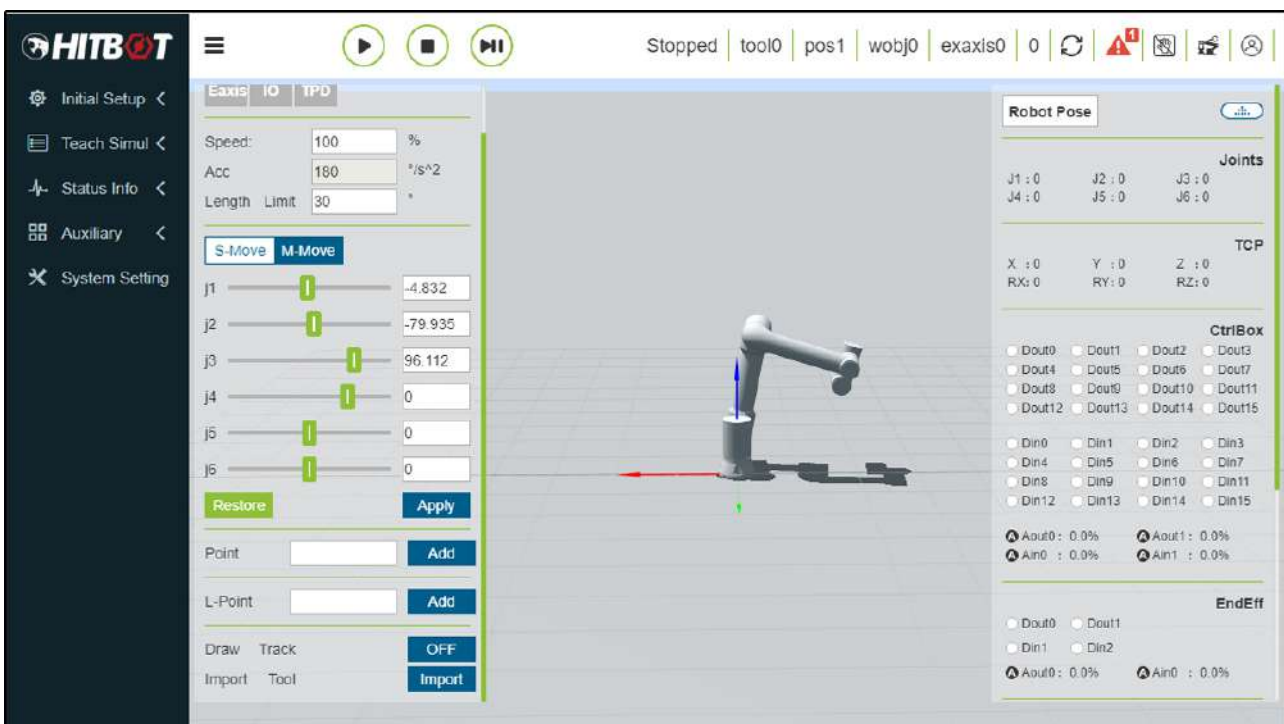 HITBOT
Stopped tool0 pos1 wobj0 exaxis0 0 1
Initial Setup
Teach Simul
Status Info
Auxiliary
System Setting
Eaxis IO TPD
Speed: 100 %
Acc 180 °/s^2
Length Limit 30 °
S-Move M-Move
j1 -4.832
j2 -79.935
j3 96.112
j4 0
j5 0
j6 0
Restore Apply
Point Add
L-Point Add
Draw Track OFF
Import Tool Import
Robot Pose
Joints
J1 : 0 J2 : 0 J3 : 0
J4 : 0 J5 : 0 J6 : 0
TCP
X : 0 Y : 0 Z : 0
RX: 0 RY: 0 RZ: 0
CtrlBox
Dout0 Dout1 Dout2 Dout3
Dout4 Dout5 Dout6 Dout7
Dout8 Dout9 Dout10 Dout11
Dout12 Dout13 Dout14 Dout15
Din0 Din1 Din2 Din3
Din4 Din5 Din6 Din7
Din8 Din9 Din10 Din11
Din12 Din13 Din14 Din15
A Aout0 : 0.0% A Aout1 : 0.0%
A Ain0 : 0.0% A Ain1 : 0.0%
EndEff
Dout0 Dout1
Din1 Din2
A Aout0 : 0.0% A Ain0 : 0.0%